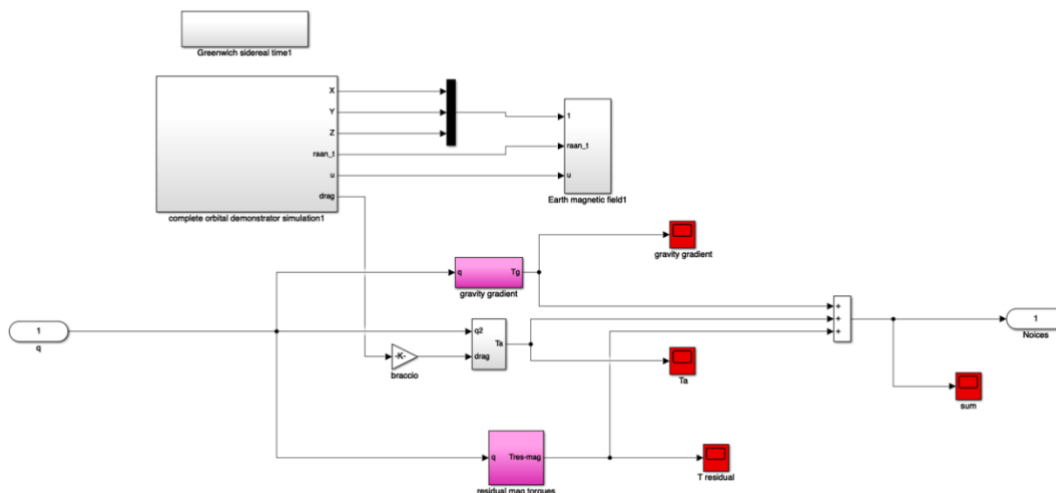 Greenwich sidereal time1
X
Y
Z
raan_t
u
drag
complete orbital demonstrator simulation1
1
raan_t
u
Earth magnetic field1
gravity gradient
q
Tg
gravity gradient
1
q
q2
drag
Ta
-K-
braccio
Ta
+
+
+
1
Noices
sum
q
Tres-mag
residual mag torques
T residual